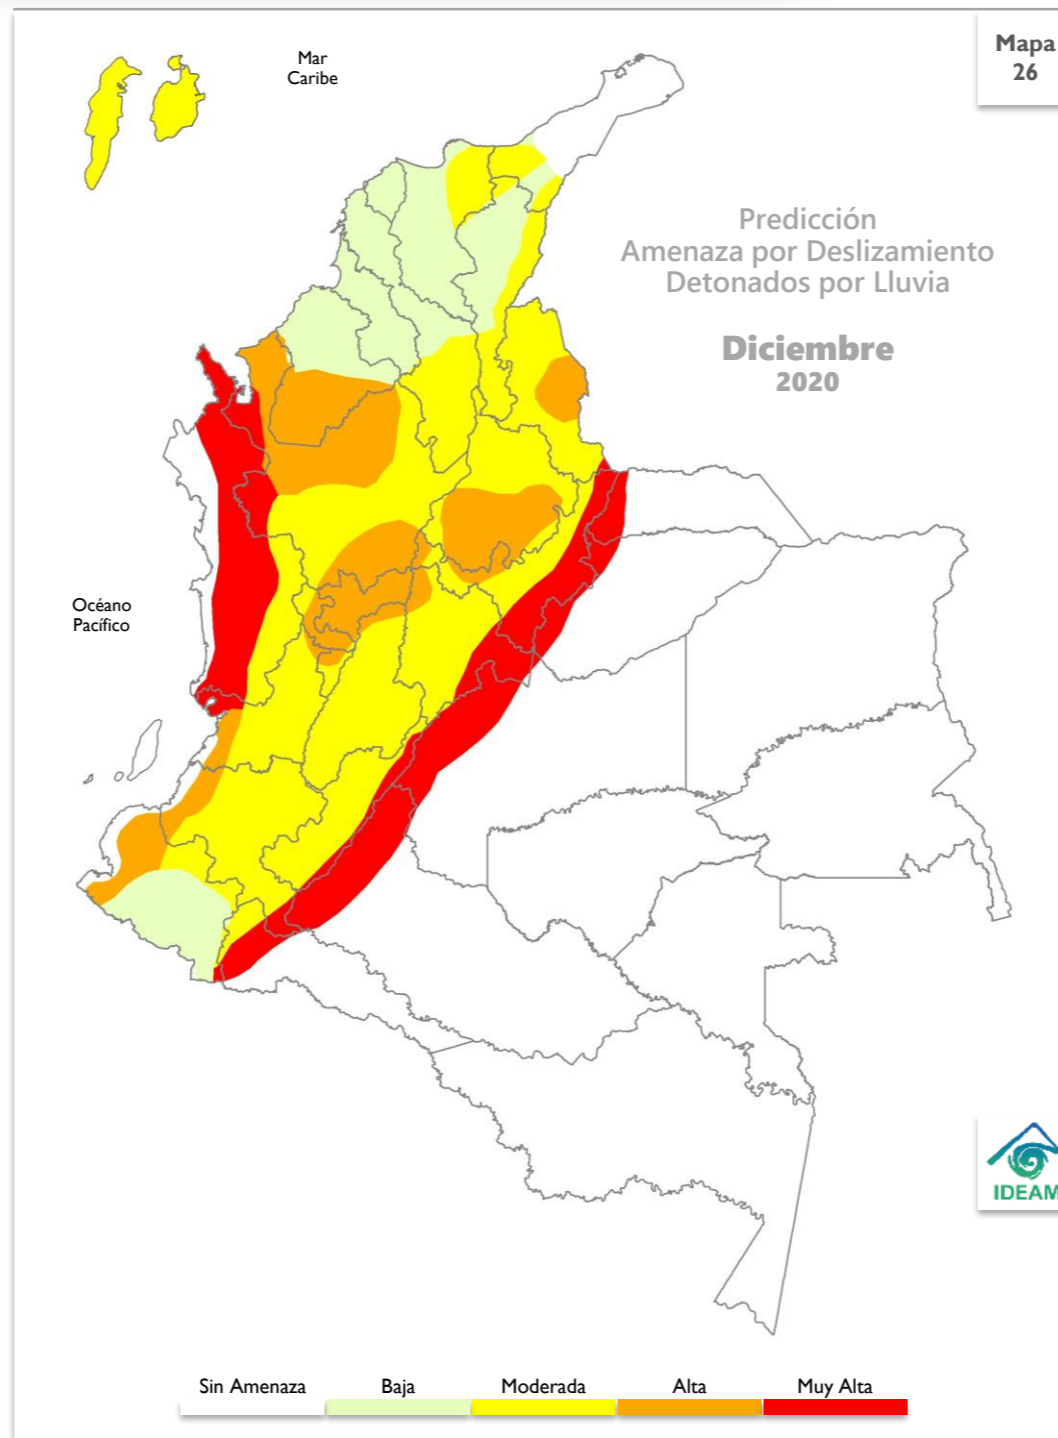 Mar
Caribe
Mapa
26
Predicción
Amenaza por Deslizamiento
Detonados por Lluvia
Diciembre
2020
Océano
Pacífico
IDEAM
Sin Amenaza
Baja
Moderada
Alta
Muy Alta